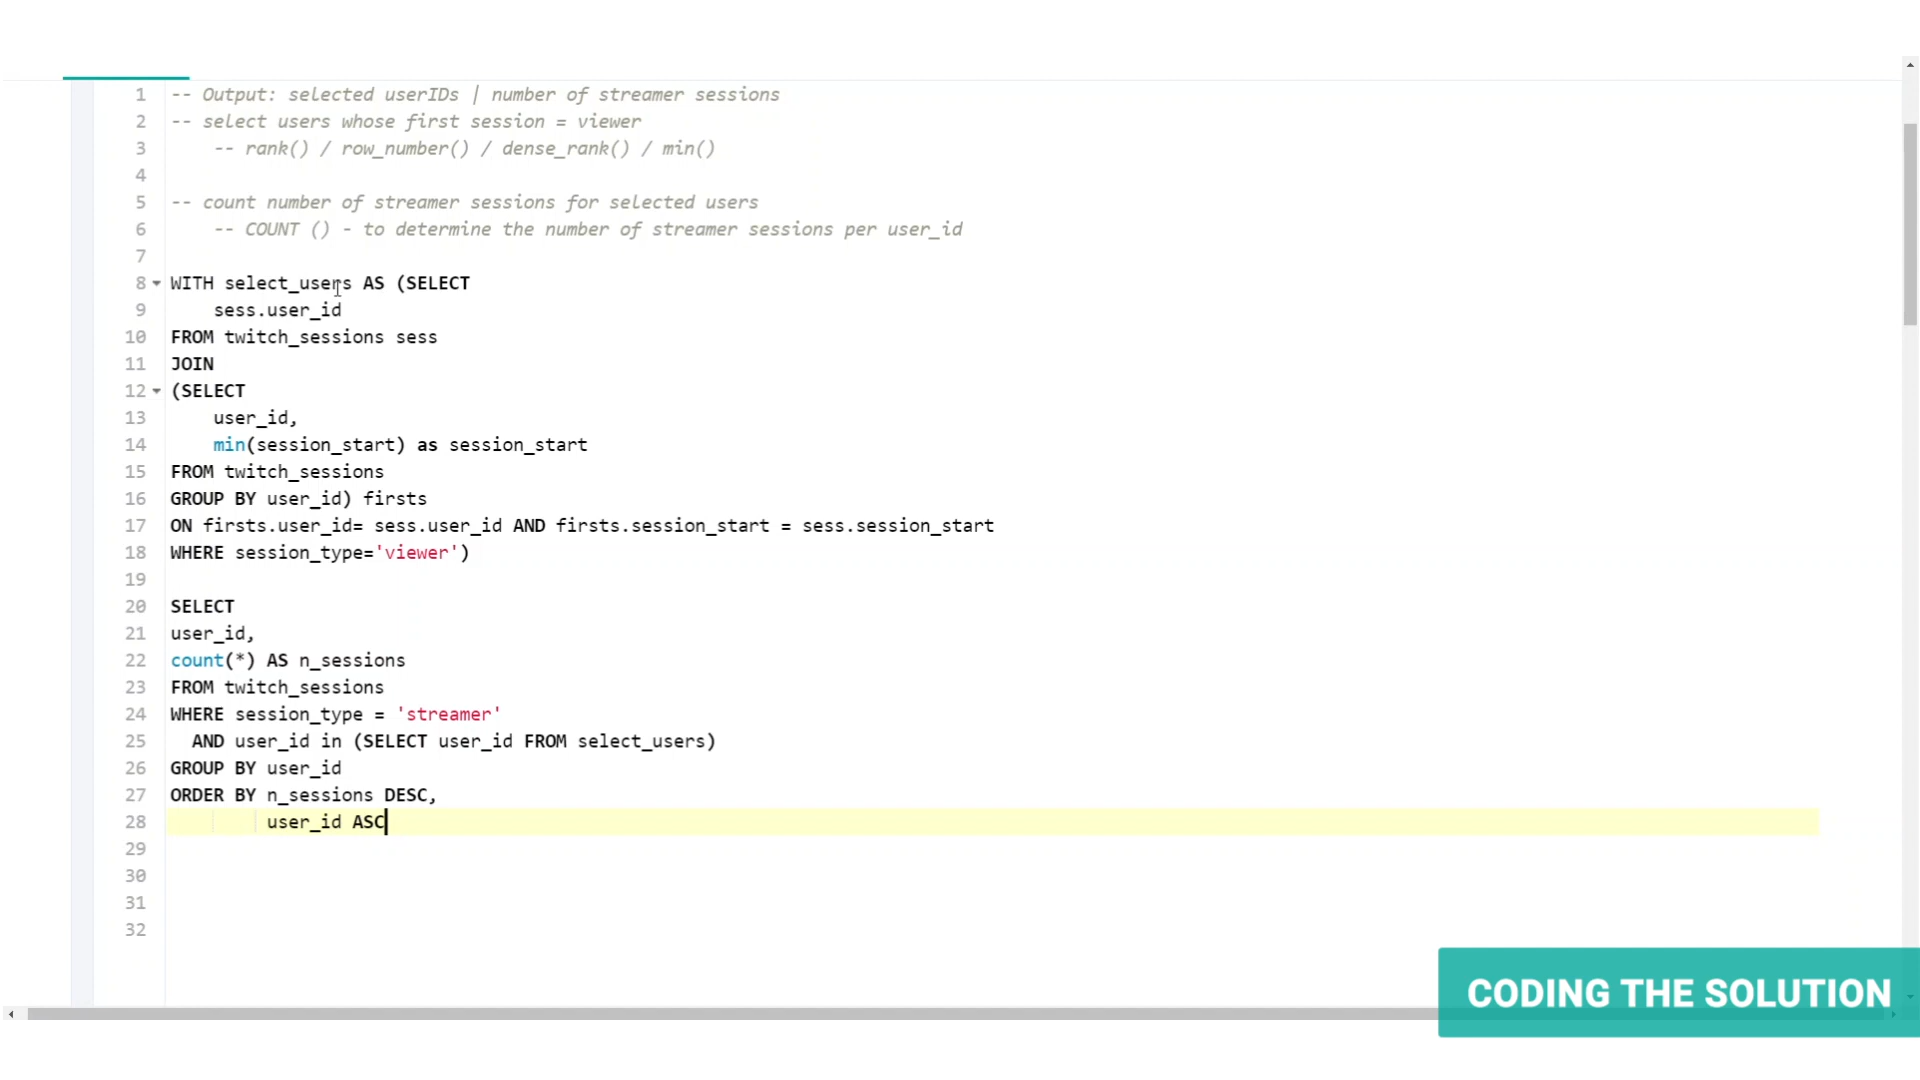 1 -- Output: selected userIDs | number of streamer sessions
2 -- select users whose first session = viewer
3 -- rank() / row_number() / dense_rank() / min()
4
5 -- count number of streamer sessions for selected users
6 -- COUNT () - to determine the number of streamer sessions per user_id
7
8 WITH select_users AS (SELECT
9 sess.user_id
10 FROM twitch_sessions sess
11 JOIN
12 (SELECT
13 user_id,
14 min(session_start) as session_start
15 FROM twitch_sessions
16 GROUP BY user_id) firsts
17 ON firsts.user_id= sess.user_id AND firsts.session_start = sess.session_start
18 WHERE session_type='viewer')
19
20 SELECT
21 user_id,
22 count(*) AS n_sessions
23 FROM twitch_sessions
24 WHERE session_type = 'streamer'
25 AND user_id in (SELECT user_id FROM select_users)
26 GROUP BY user_id
27 ORDER BY n_sessions DESC,
28 user_id ASC
29
30
31
32
CODING THE SOLUTION